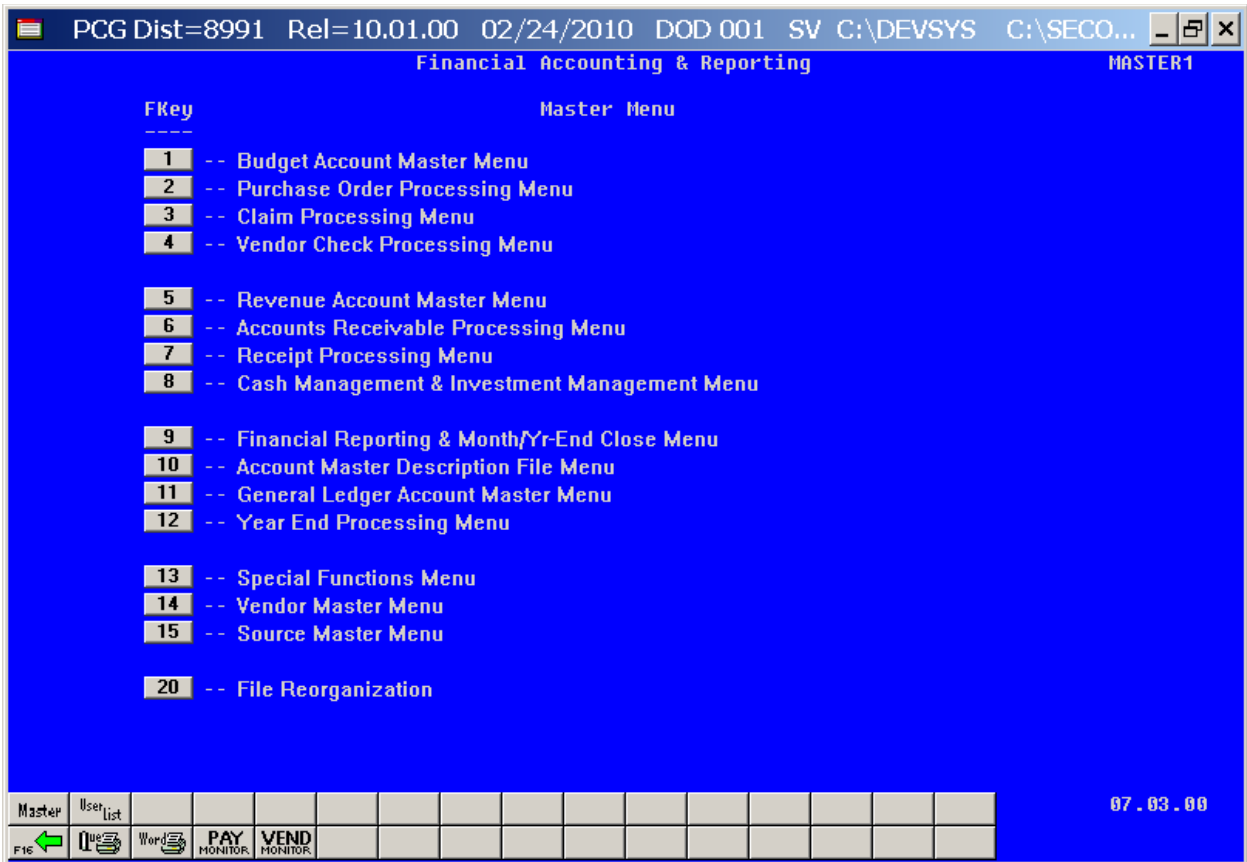 PCG Dist=8991 Rel=10.01.00 02/24/2010 DOD 001 SV C:\DEVSYS C:\SECO...
Financial Accounting & Reporting MASTER1
FKey Master Menu
----
1 -- Budget Account Master Menu
2 -- Purchase Order Processing Menu
3 -- Claim Processing Menu
4 -- Vendor Check Processing Menu
5 -- Revenue Account Master Menu
6 -- Accounts Receivable Processing Menu
7 -- Receipt Processing Menu
8 -- Cash Management & Investment Management Menu
9 -- Financial Reporting & Month/Yr-End Close Menu
10 -- Account Master Description File Menu
11 -- General Ledger Account Master Menu
12 -- Year End Processing Menu
13 -- Special Functions Menu
14 -- Vendor Master Menu
15 -- Source Master Menu
20 -- File Reorganization
Master User List 07.03.00
F16 Que Word PAY MONITOR VEND MONITOR